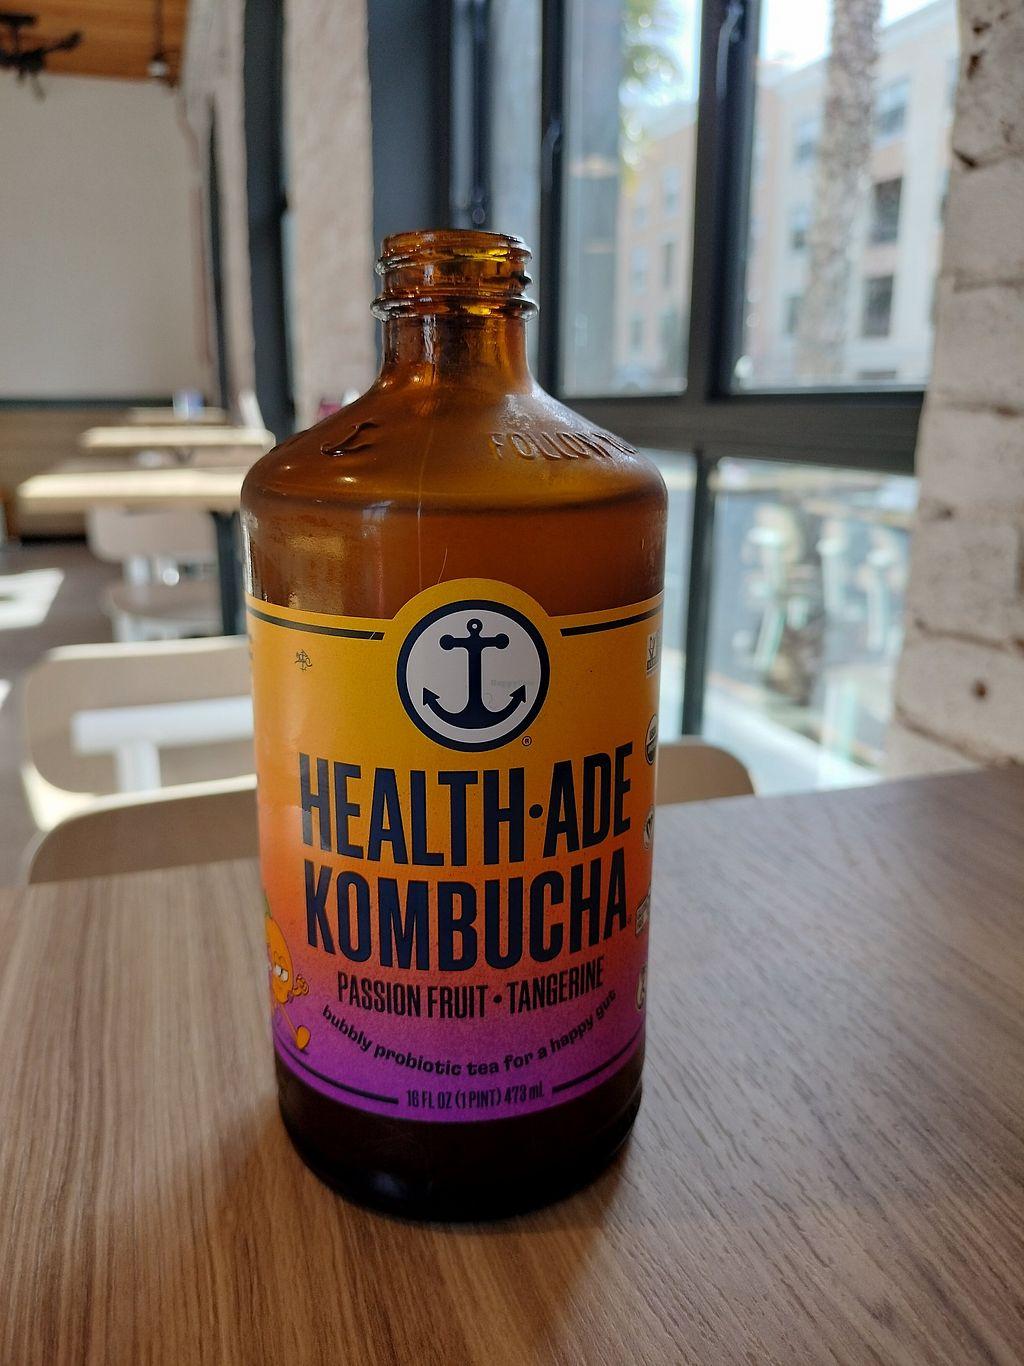 FOLLOW
®
HEALTH·ADE
KOMBUCHA
PASSION FRUIT • TANGERINE
bubbly probiotic tea for a happy gut
16 FL OZ (1 PINT) 473 mL